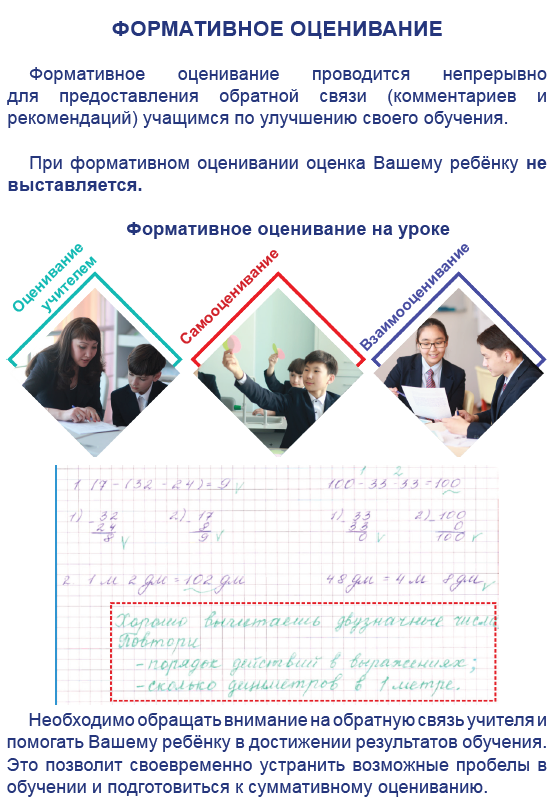 ФОРМАТИВНОЕ ОЦЕНИВАНИЕ
Формативное оценивание проводится непрерывно
для предоставления обратной связи (комментариев и
рекомендаций) учащимся по улучшению своего обучения.
При формативном оценивании оценка Вашему ребёнку не
выставляется.
Формативное оценивание на уроке
Оценивание
учителем
Самооценивание
Взаимооценивание
1. 17 - (32 - 24) = 9
100 - 33 - 33 = 100
1 2
1) - 32
24
8
2) - 17
8
9
1) - 33
33
0
2) - 100
0
100
2. 1 м 2 дм = 102 дм
48 дм = 4 м 8 дм
Хорошо вычитаешь двузначные числа
Повтори
- порядок действий в выражениях;
- сколько дециметров в 1 метре.
Необходимо обращать внимание на обратную связь учителя и
помогать Вашему ребёнку в достижении результатов обучения.
Это позволит своевременно устранить возможные пробелы в
обучении и подготовиться к суммативному оцениванию.